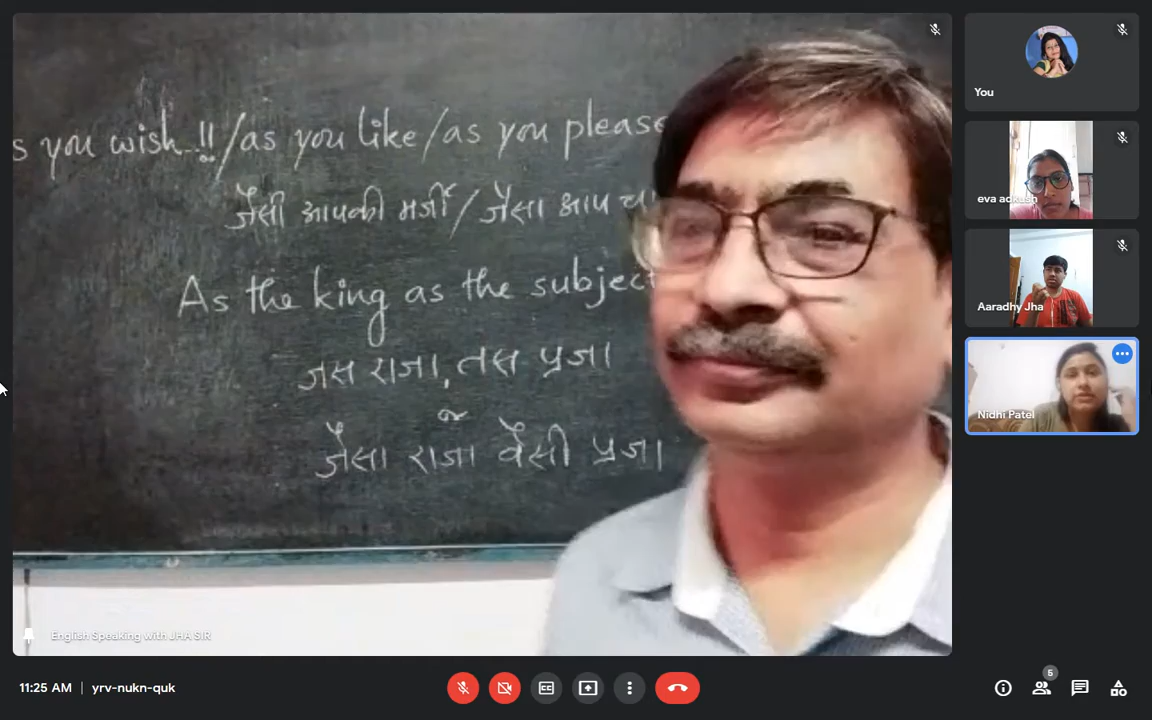 s you wish..!!/as you like/as you please
जैसी आपकी मर्जी/जैसा आप
As the king as the subject
जस राजा, तस प्रजा
or
जैसा राजा वैसी प्रजा
English Speaking with JHA SIR
You
eva adkush
Aaradhy Jha
Nidhi Patel
11:25 AM | yrv-nukn-quk
5